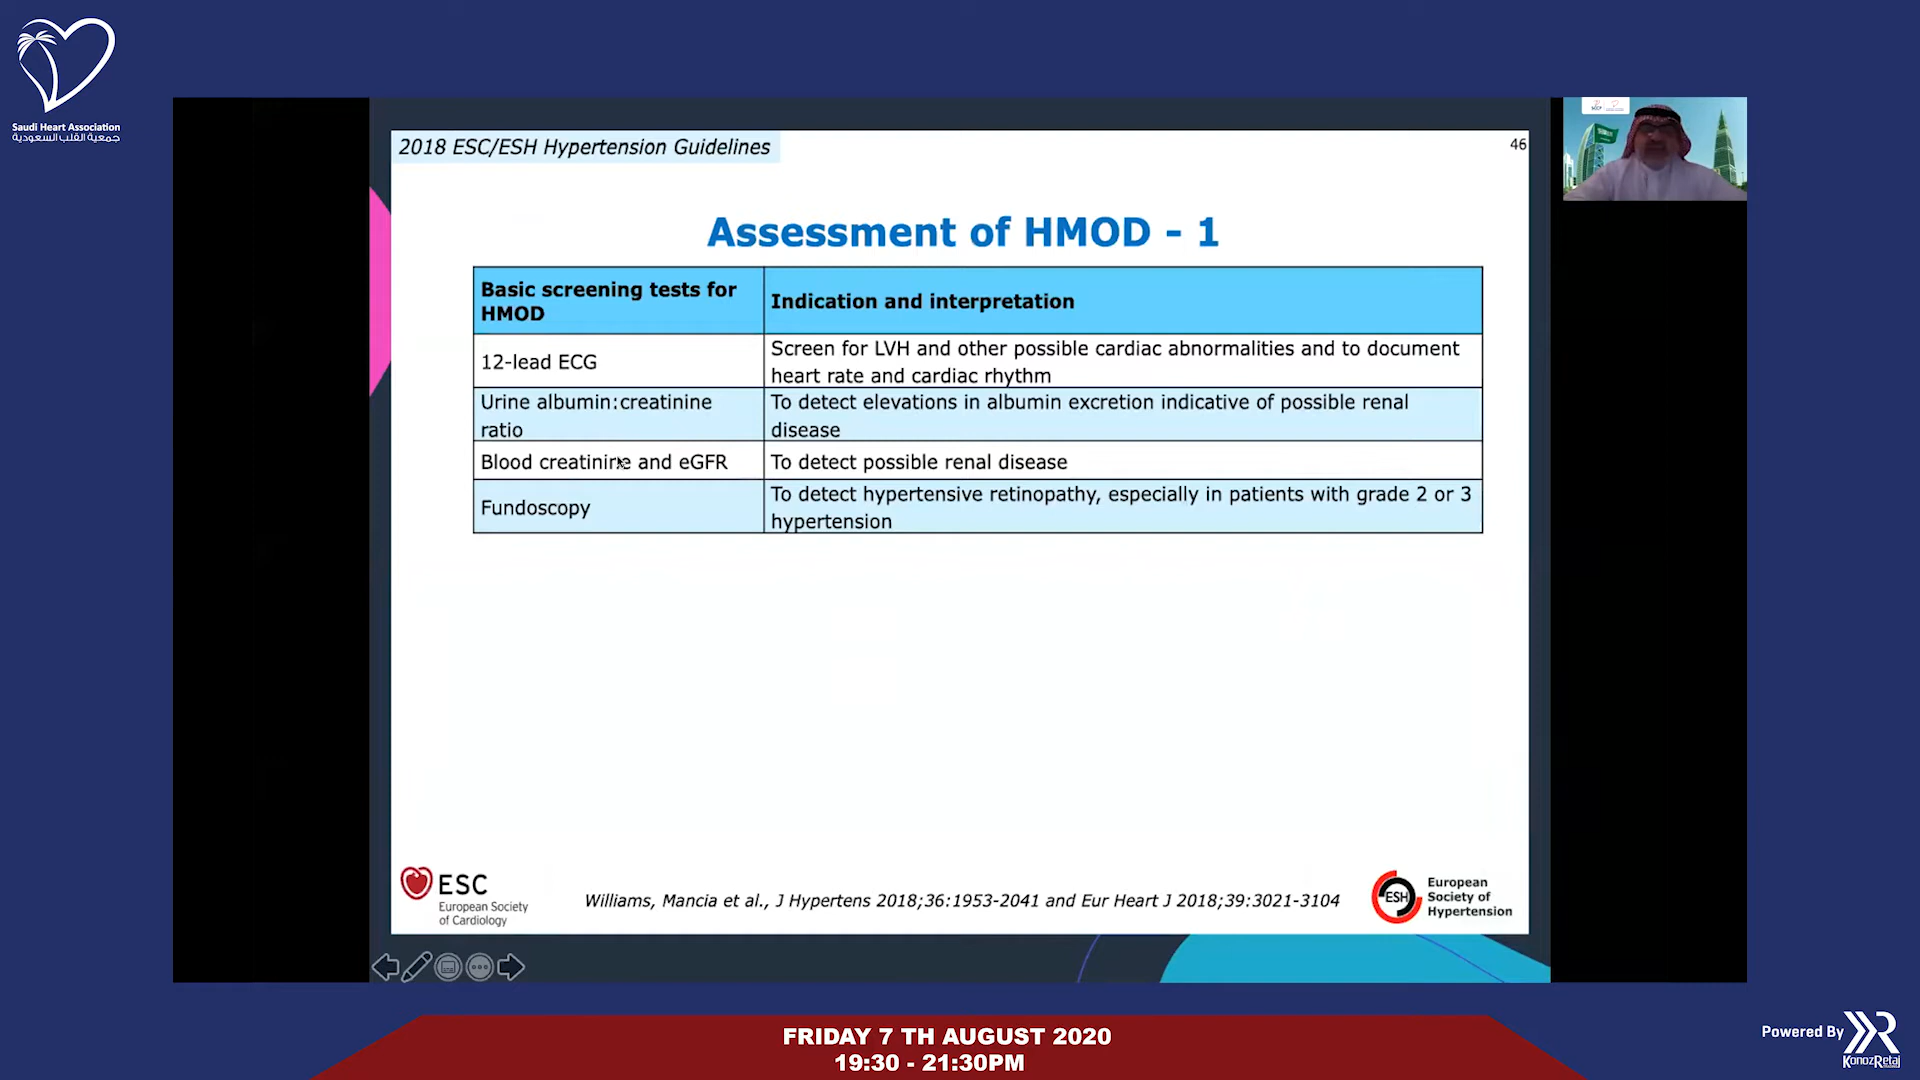 Saudi Heart Association
جمعية القلب السعودية
2018 ESC/ESH Hypertension Guidelines
46
Assessment of HMOD - 1
Basic screening tests for
HMOD
Indication and interpretation
12-lead ECG
Screen for LVH and other possible cardiac abnormalities and to document
heart rate and cardiac rhythm
Urine albumin:creatinine
ratio
To detect elevations in albumin excretion indicative of possible renal
disease
Blood creatinine and eGFR
To detect possible renal disease
Fundoscopy
To detect hypertensive retinopathy, especially in patients with grade 2 or 3
hypertension
ESC
European Society
of Cardiology
Williams, Mancia et al., J Hypertens 2018;36:1953-2041 and Eur Heart J 2018;39:3021-3104
ESH
European
Society of
Hypertension
FRIDAY 7 TH AUGUST 2020
19:30 - 21:30PM
Powered By
KonozRetaj